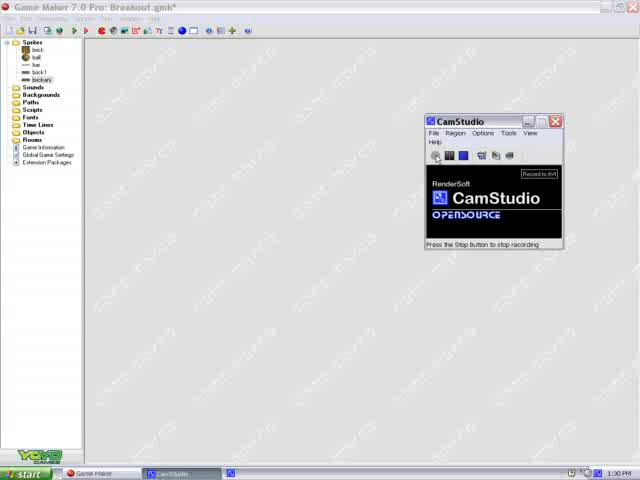 Game Maker 7.0 Pro: Breakout.gmk*
Sprites
brick
ball
bar
brick1
Sounds
Backgrounds
Paths
Scripts
Fonts
Time Lines
Objects
Rooms
Game Information
Global Game Settings
Extension Packages
CamStudio
File Region Options Tools View
Help
Record to AVI
RenderSoft
CamStudio
OPENSOURCE
Press the Stop Button to stop recording
YOYO
GAMES
start
Game Maker
CamStudio
1:30 PM